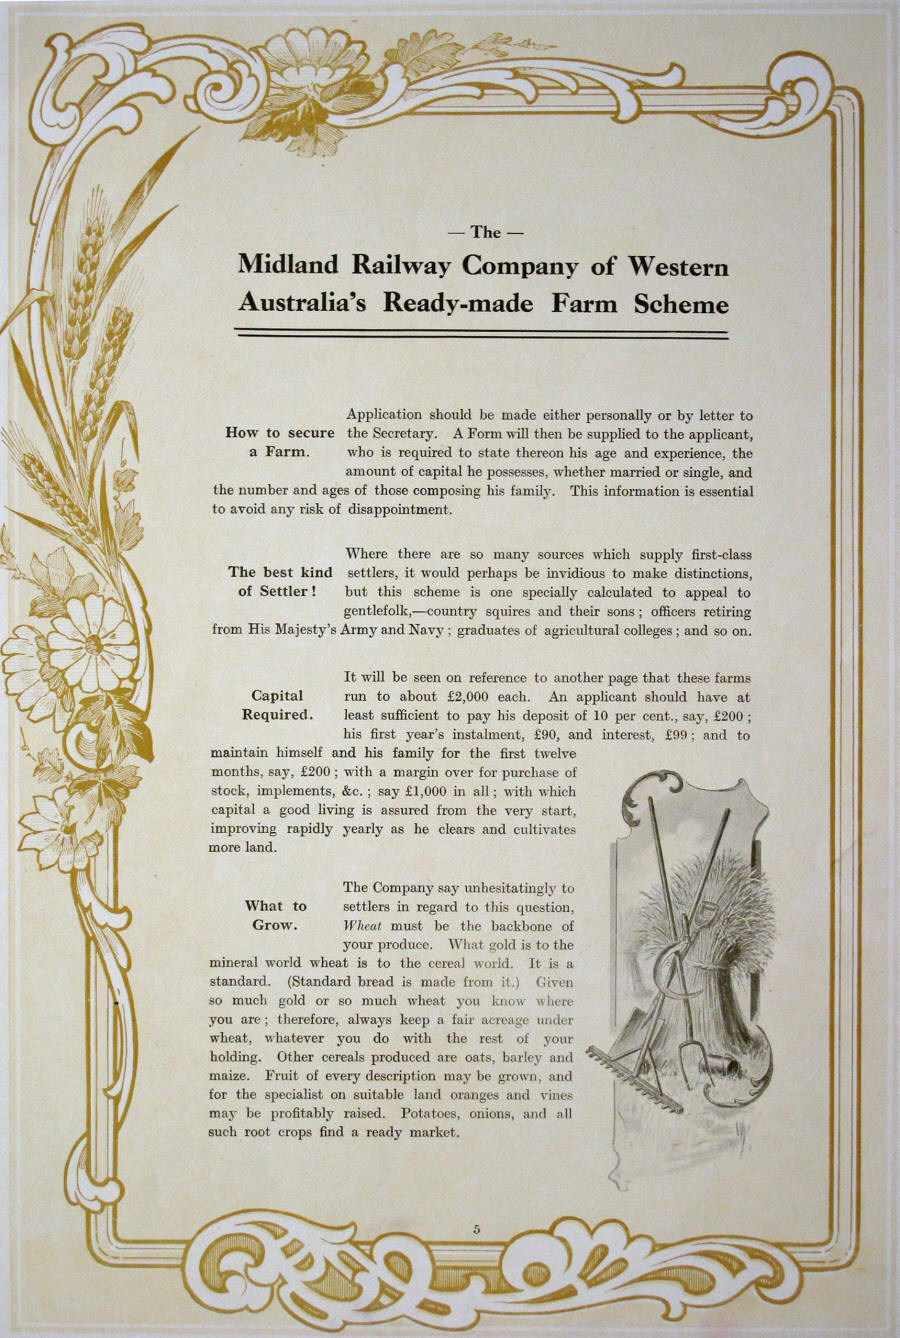 — The —
Midland Railway Company of Western
Australia's Ready-made Farm Scheme
How to secure
a Farm.
Application should be made either personally or by letter to
the Secretary. A Form will then be supplied to the applicant,
who is required to state thereon his age and experience, the
amount of capital he possesses, whether married or single, and
the number and ages of those composing his family. This information is essential
to avoid any risk of disappointment.
The best kind
of Settler !
Where there are so many sources which supply first-class
settlers, it would perhaps be invidious to make distinctions,
but this scheme is one specially calculated to appeal to
gentlefolk,—country squires and their sons ; officers retiring
from His Majesty's Army and Navy ; graduates of agricultural colleges ; and so on.
Capital
Required.
It will be seen on reference to another page that these farms
run to about £2,000 each. An applicant should have at
least sufficient to pay his deposit of 10 per cent., say, £200 ;
his first year's instalment, £90, and interest, £99 ; and to
maintain himself and his family for the first twelve
months, say, £200 ; with a margin over for purchase of
stock, implements, &c. ; say £1,000 in all ; with which
capital a good living is assured from the very start,
improving rapidly yearly as he clears and cultivates
more land.
What to
Grow.
The Company say unhesitatingly to
settlers in regard to this question,
Wheat must be the backbone of
your produce. What gold is to the
mineral world wheat is to the cereal world. It is a
standard. (Standard bread is made from it.) Given
so much gold or so much wheat you know where
you are ; therefore, always keep a fair acreage under
wheat, whatever you do with the rest of your
holding. Other cereals produced are oats, barley and
maize. Fruit of every description may be grown, and
for the specialist on suitable land oranges and vines
may be profitably raised. Potatoes, onions, and all
such root crops find a ready market.
5